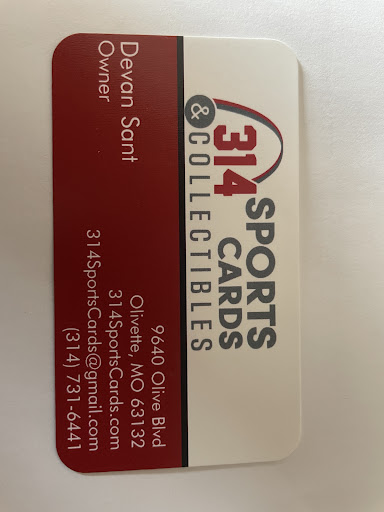 314 SPORTS
CARDS
& COLLECTIBLES
Devan Sant
Owner
9640 Olive Blvd
Olivette, MO 63132
314SportsCards.com
314SportsCards@gmail.com
(314) 731-6441